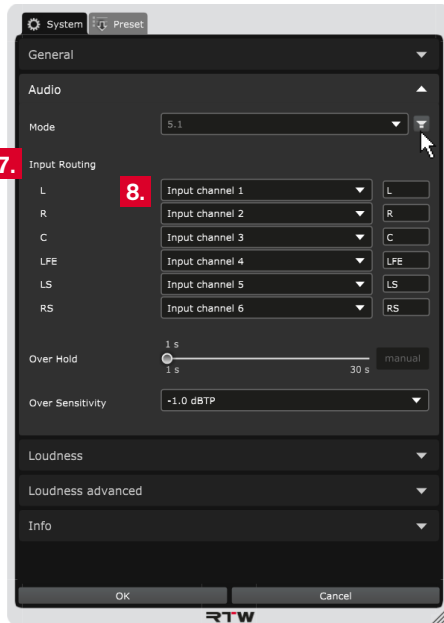 System Preset
General
Audio
Mode 5.1
7. Input Routing
L 8. Input channel 1 L
R Input channel 2 R
C Input channel 3 C
LFE Input channel 4 LFE
LS Input channel 5 LS
RS Input channel 6 RS
1 s
Over Hold manual
1 s 30 s
Over Sensitivity -1.0 dBTP
Loudness
Loudness advanced
Info
OK Cancel
RTW